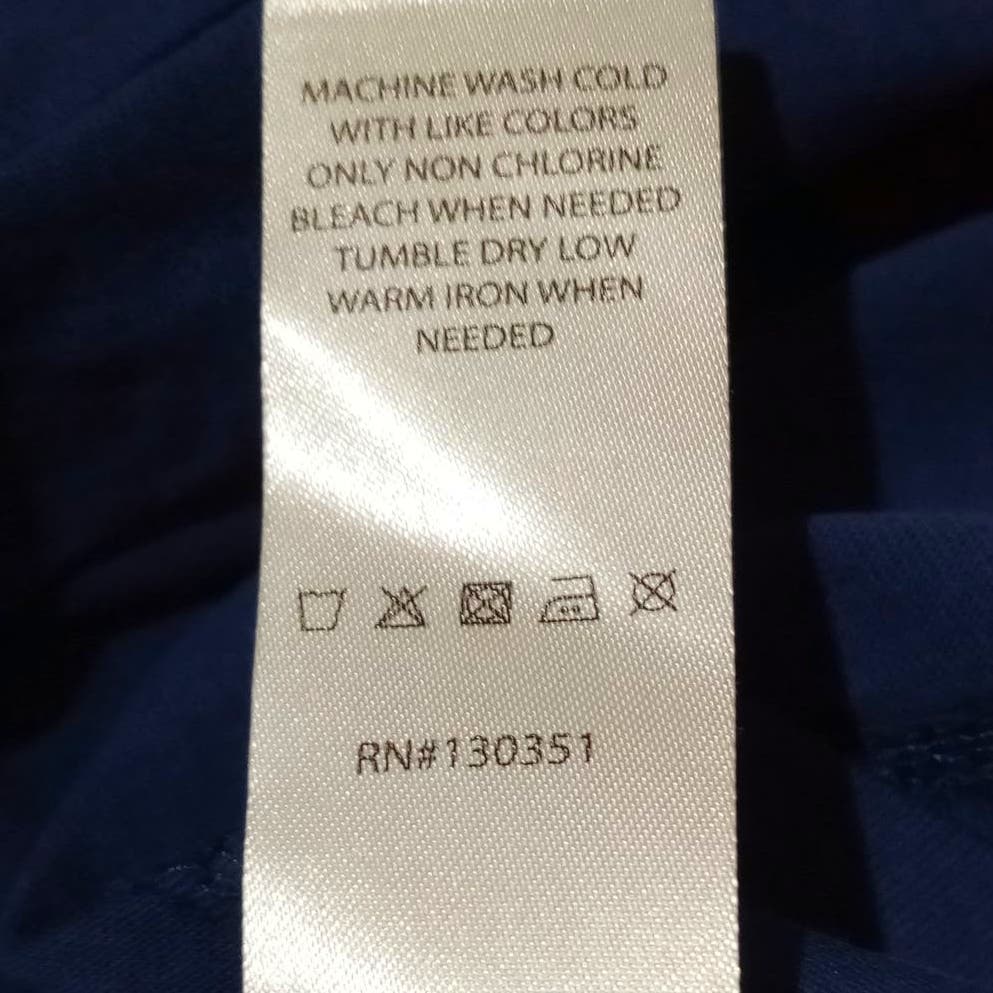 MACHINE WASH COLD
WITH LIKE COLORS
ONLY NON CHLORINE
BLEACH WHEN NEEDED
TUMBLE DRY LOW
WARM IRON WHEN
NEEDED
RN#130351